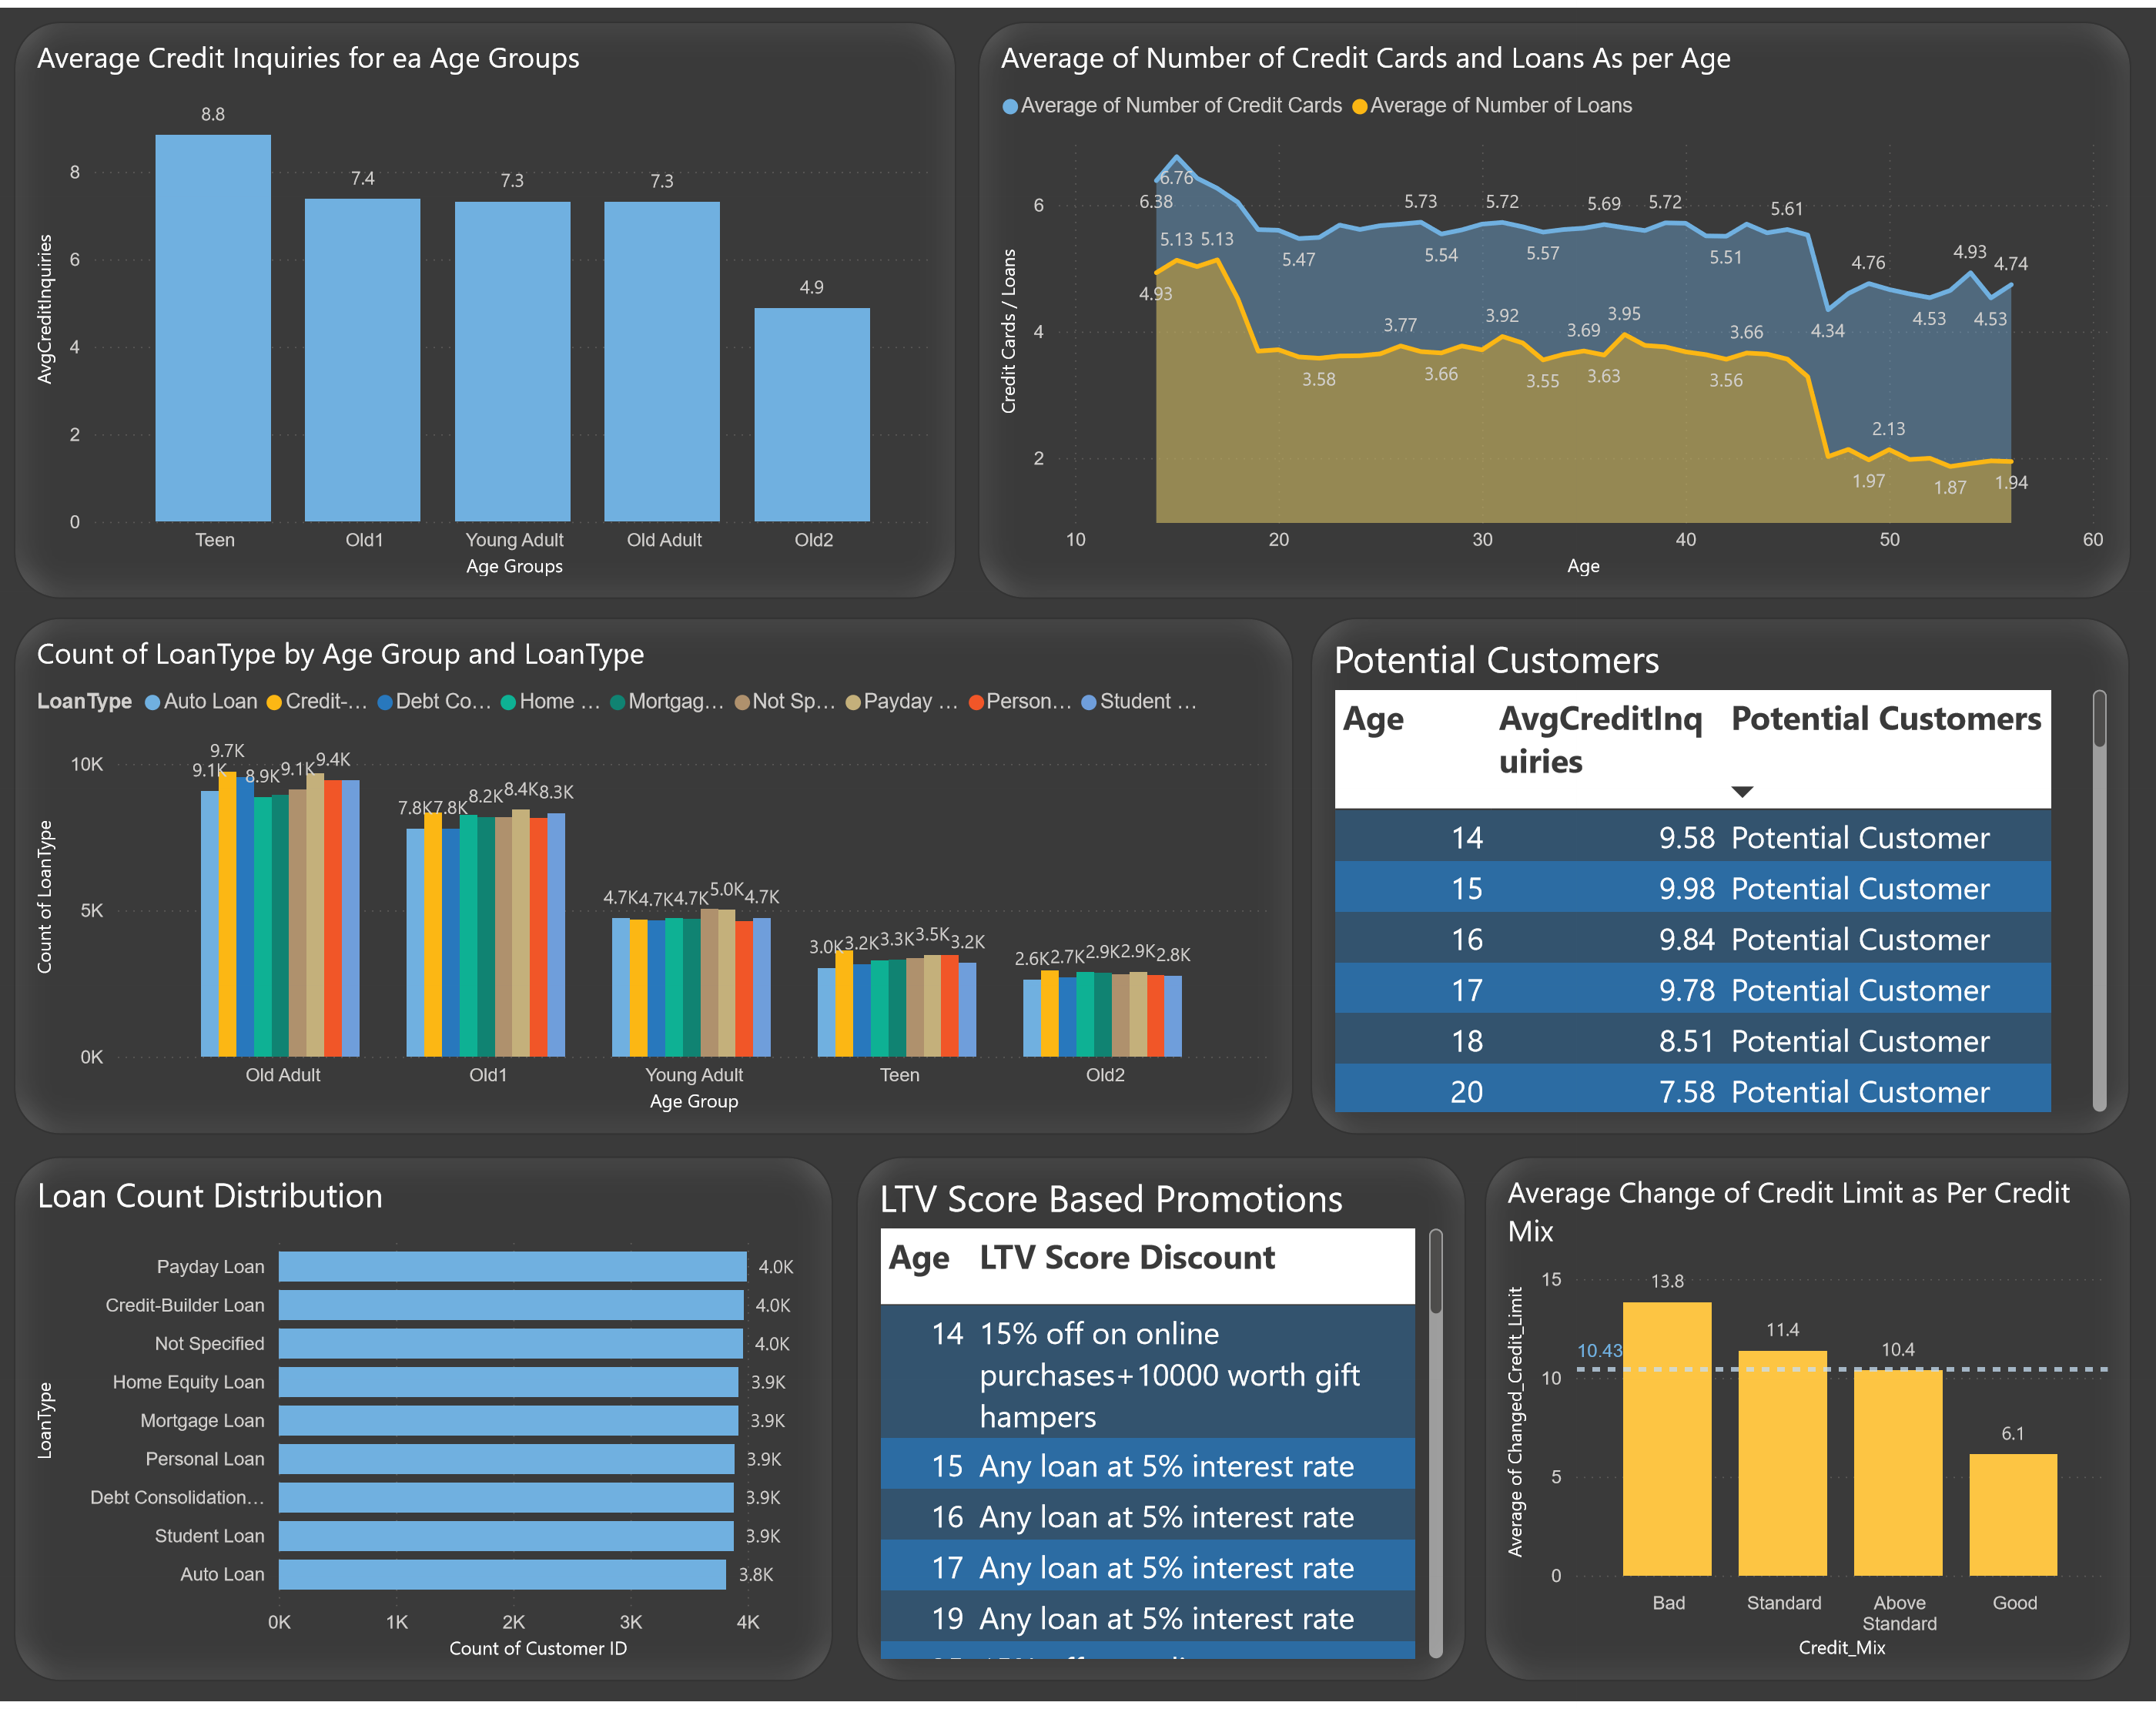 Average Credit Inquiries for ea Age Groups
AvgCreditInquiries
8
6
4
2
0
8.8
7.4
7.3
7.3
4.9
Teen
Old1
Young Adult
Old Adult
Old2
Age Groups
Average of Number of Credit Cards and Loans As per Age
Average of Number of Credit Cards
Average of Number of Loans
Credit Cards / Loans
6
4
2
6.38
6.76
5.47
5.73
5.54
5.72
5.57
5.69
5.72
5.51
5.61
4.34
4.76
4.53
4.93
4.53
4.74
4.93
5.13
5.13
3.58
3.77
3.66
3.92
3.55
3.69
3.63
3.95
3.56
3.66
1.97
2.13
1.87
1.94
10
20
30
40
50
60
Age
Count of LoanType by Age Group and LoanType
LoanType Auto Loan Credit-... Debt Co... Home ... Mortgag... Not Sp... Payday ... Person... Student ...
Count of LoanType
10K
5K
0K
9.1K
9.7K
8.9K
9.1K
9.4K
7.8K
7.8K
8.2K
8.4K
8.3K
4.7K
4.7K
4.7K
5.0K
4.7K
3.0K
3.2K
3.3K
3.5K
3.2K
2.6K
2.7K
2.9K
2.9K
2.8K
Old Adult
Old1
Young Adult
Teen
Old2
Age Group
Potential Customers
Age AvgCreditInq Potential Customers
uiries
14 9.58 Potential Customer
15 9.98 Potential Customer
16 9.84 Potential Customer
17 9.78 Potential Customer
18 8.51 Potential Customer
20 7.58 Potential Customer
Loan Count Distribution
LoanType
Payday Loan 4.0K
Credit-Builder Loan 4.0K
Not Specified 4.0K
Home Equity Loan 3.9K
Mortgage Loan 3.9K
Personal Loan 3.9K
Debt Consolidation... 3.9K
Student Loan 3.9K
Auto Loan 3.8K
0K
1K
2K
3K
4K
Count of Customer ID
LTV Score Based Promotions
Age LTV Score Discount
14 15% off on online
purchases+10000 worth gift
hampers
15 Any loan at 5% interest rate
16 Any loan at 5% interest rate
17 Any loan at 5% interest rate
19 Any loan at 5% interest rate
Average Change of Credit Limit as Per Credit
Mix
Average of Changed_Credit_Limit
15
10
5
0
10.43
13.8
11.4
10.4
6.1
Bad
Standard
Above
Standard
Good
Credit_Mix